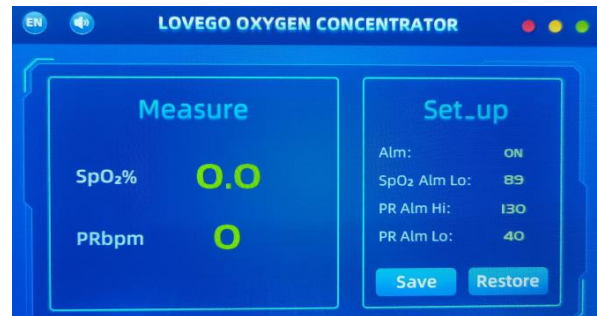 EN
LOVEGO OXYGEN CONCENTRATOR
Measure
SpO₂% 0.0
PRbpm 0
Set_up
Alm: ON
SpO₂ Alm Lo: 89
PR Alm Hi: 130
PR Alm Lo: 40
Save Restore